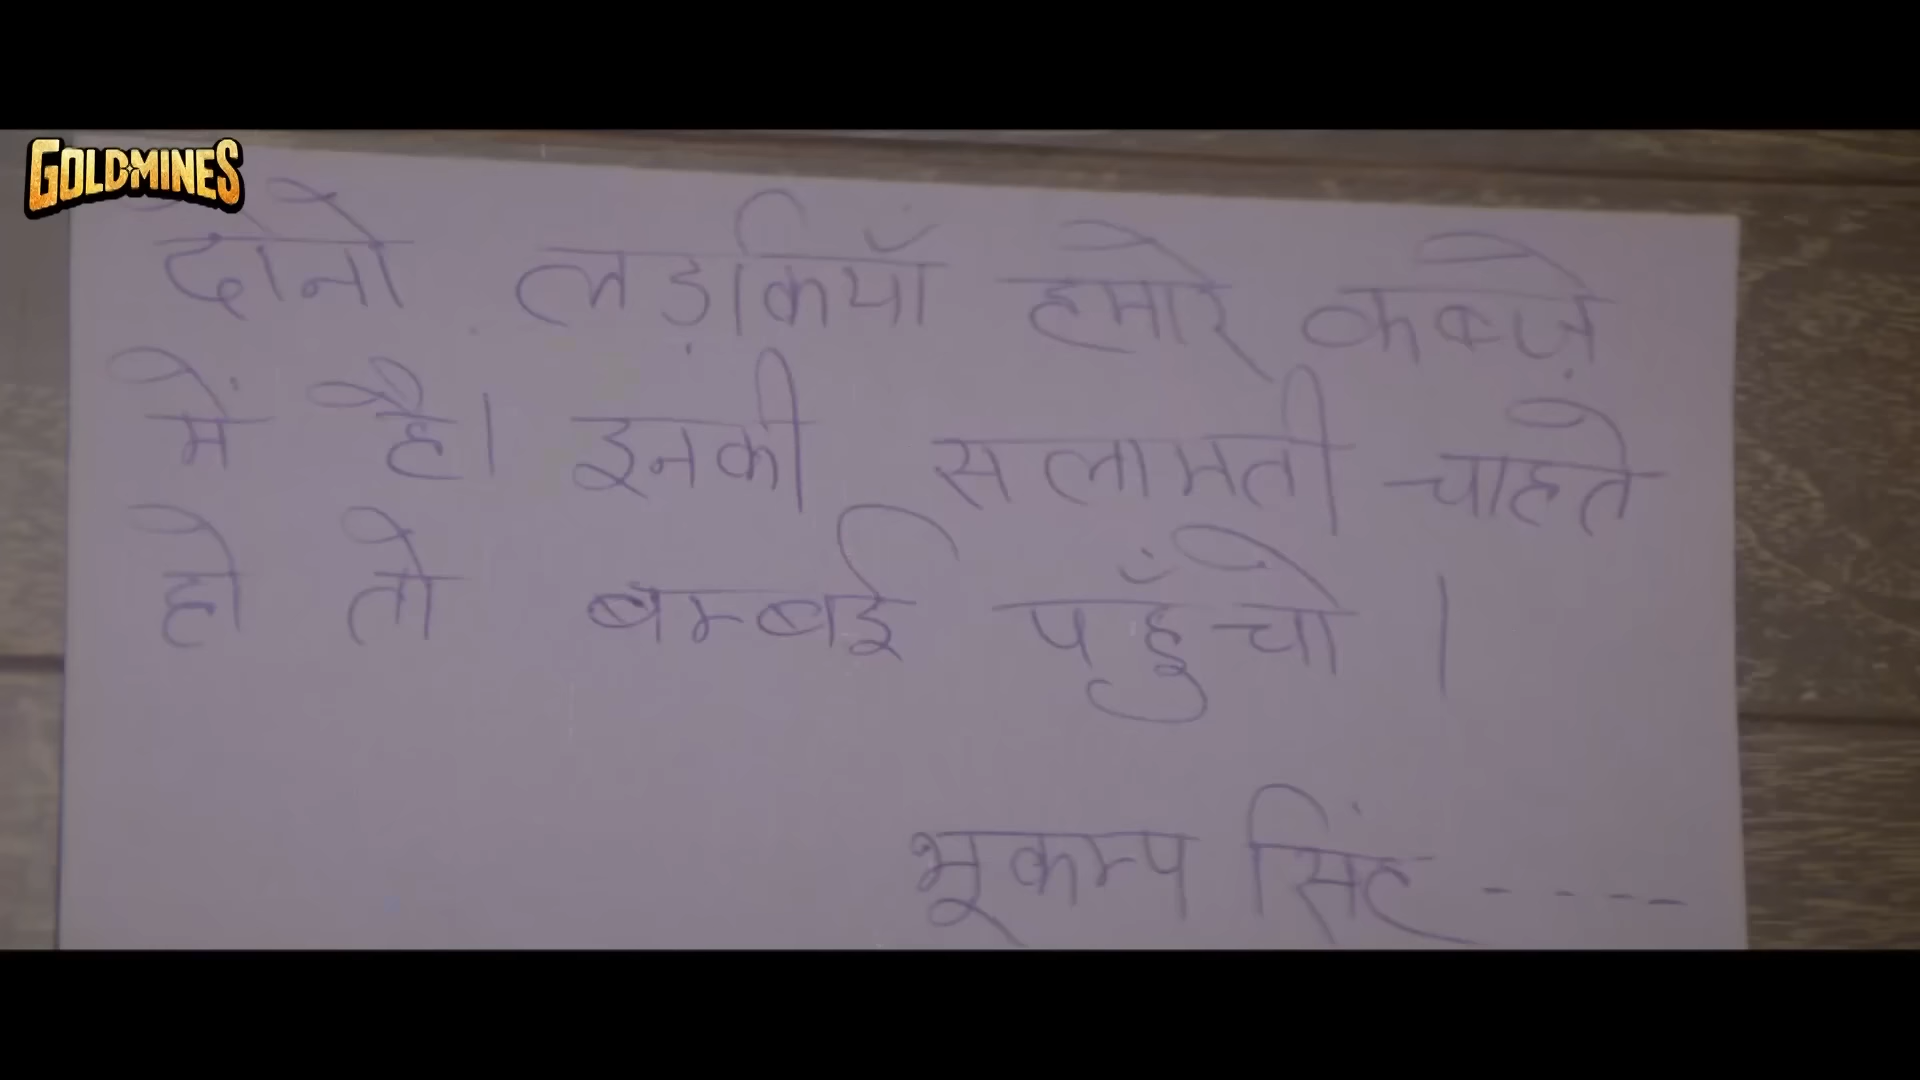 GOLDMINES
दोनो लड़कियाँ हमारे कब्ज़े
में है। इनकी सलामती चाहते
हो तो बम्बई पहुँचो।
भूकम्प सिंह-----